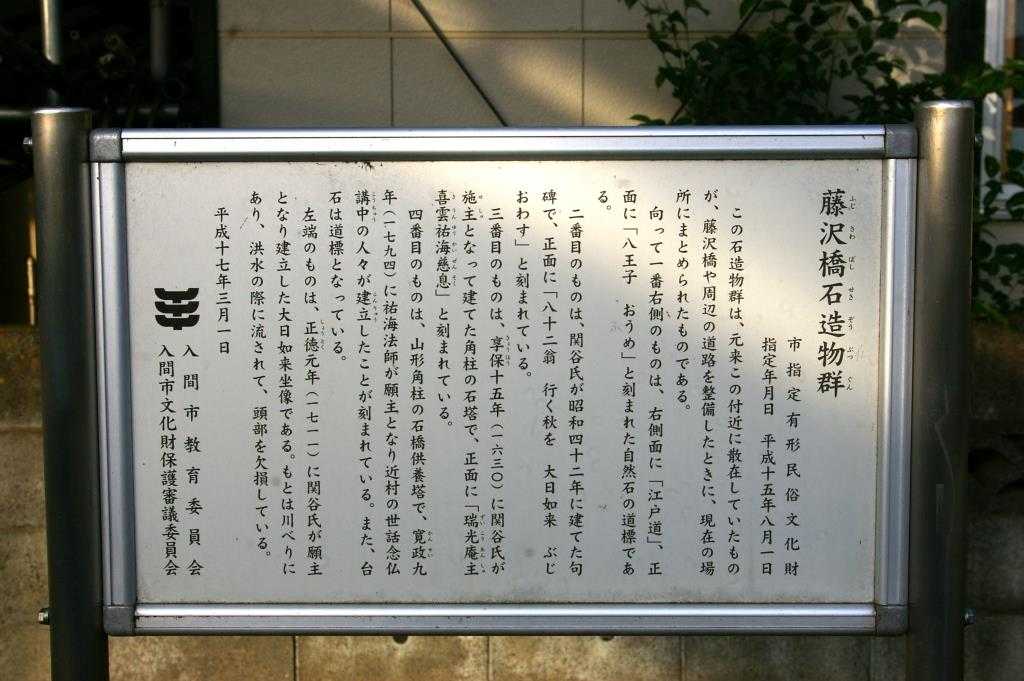 藤沢橋石造物群
市指定有形民俗文化財
指定年月日　平成十五年八月一日
この石造物群は、元来この付近に散在していたもの
が、藤沢橋や周辺の道路を整備したときに、現在の場
所にまとめられたものである。
向って一番右側のものは、右側面に「江戸道」、正
面に「八王子　おうめ」と刻まれた自然石の道標であ
る。
二番目のものは、関谷氏が昭和四十二年に建てた句
碑で、正面に「八十二翁　行く秋を　大日如来　ぶじ
おわす」と刻まれている。
三番目のものは、享保十五年（一六三〇）に関谷氏が
施主となって建てた角柱の石塔で、正面に「瑞光庵主
喜雲祐海慈息」と刻まれている。
四番目のものは、山形角柱の石橋供養塔で、寛政九
年（一七九四）に祐海法師が願主となり近村の世話念仏
講中の人々が建立したことが刻まれている。また、台
石は道標となっている。
左端のものは、正徳元年（一七一一）に関谷氏が願主
となり建立した大日如来坐像である。もとは川べりに
あり、洪水の際に流されて、頭部を欠損している。
平成十七年三月一日
入間市教育委員会
入間市文化財保護審議委員会